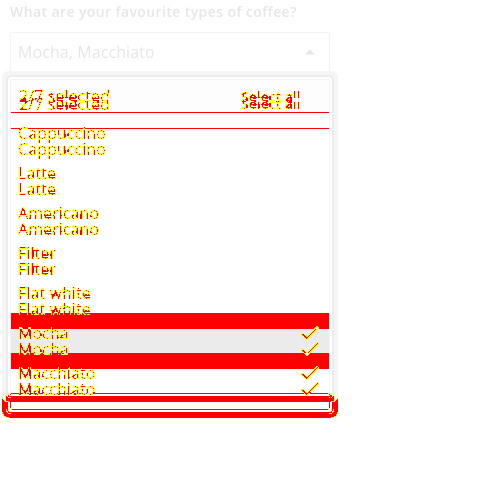 What are your favourite types of coffee?
Mocha, Macchiato
2/7 selected Select all
2/7 selected Select all
Cappuccino
Cappuccino
Latte
Latte
Americano
Americano
Filter
Filter
Flat white
Flat white
Mocha
Mocha
Macchiato
Macchiato